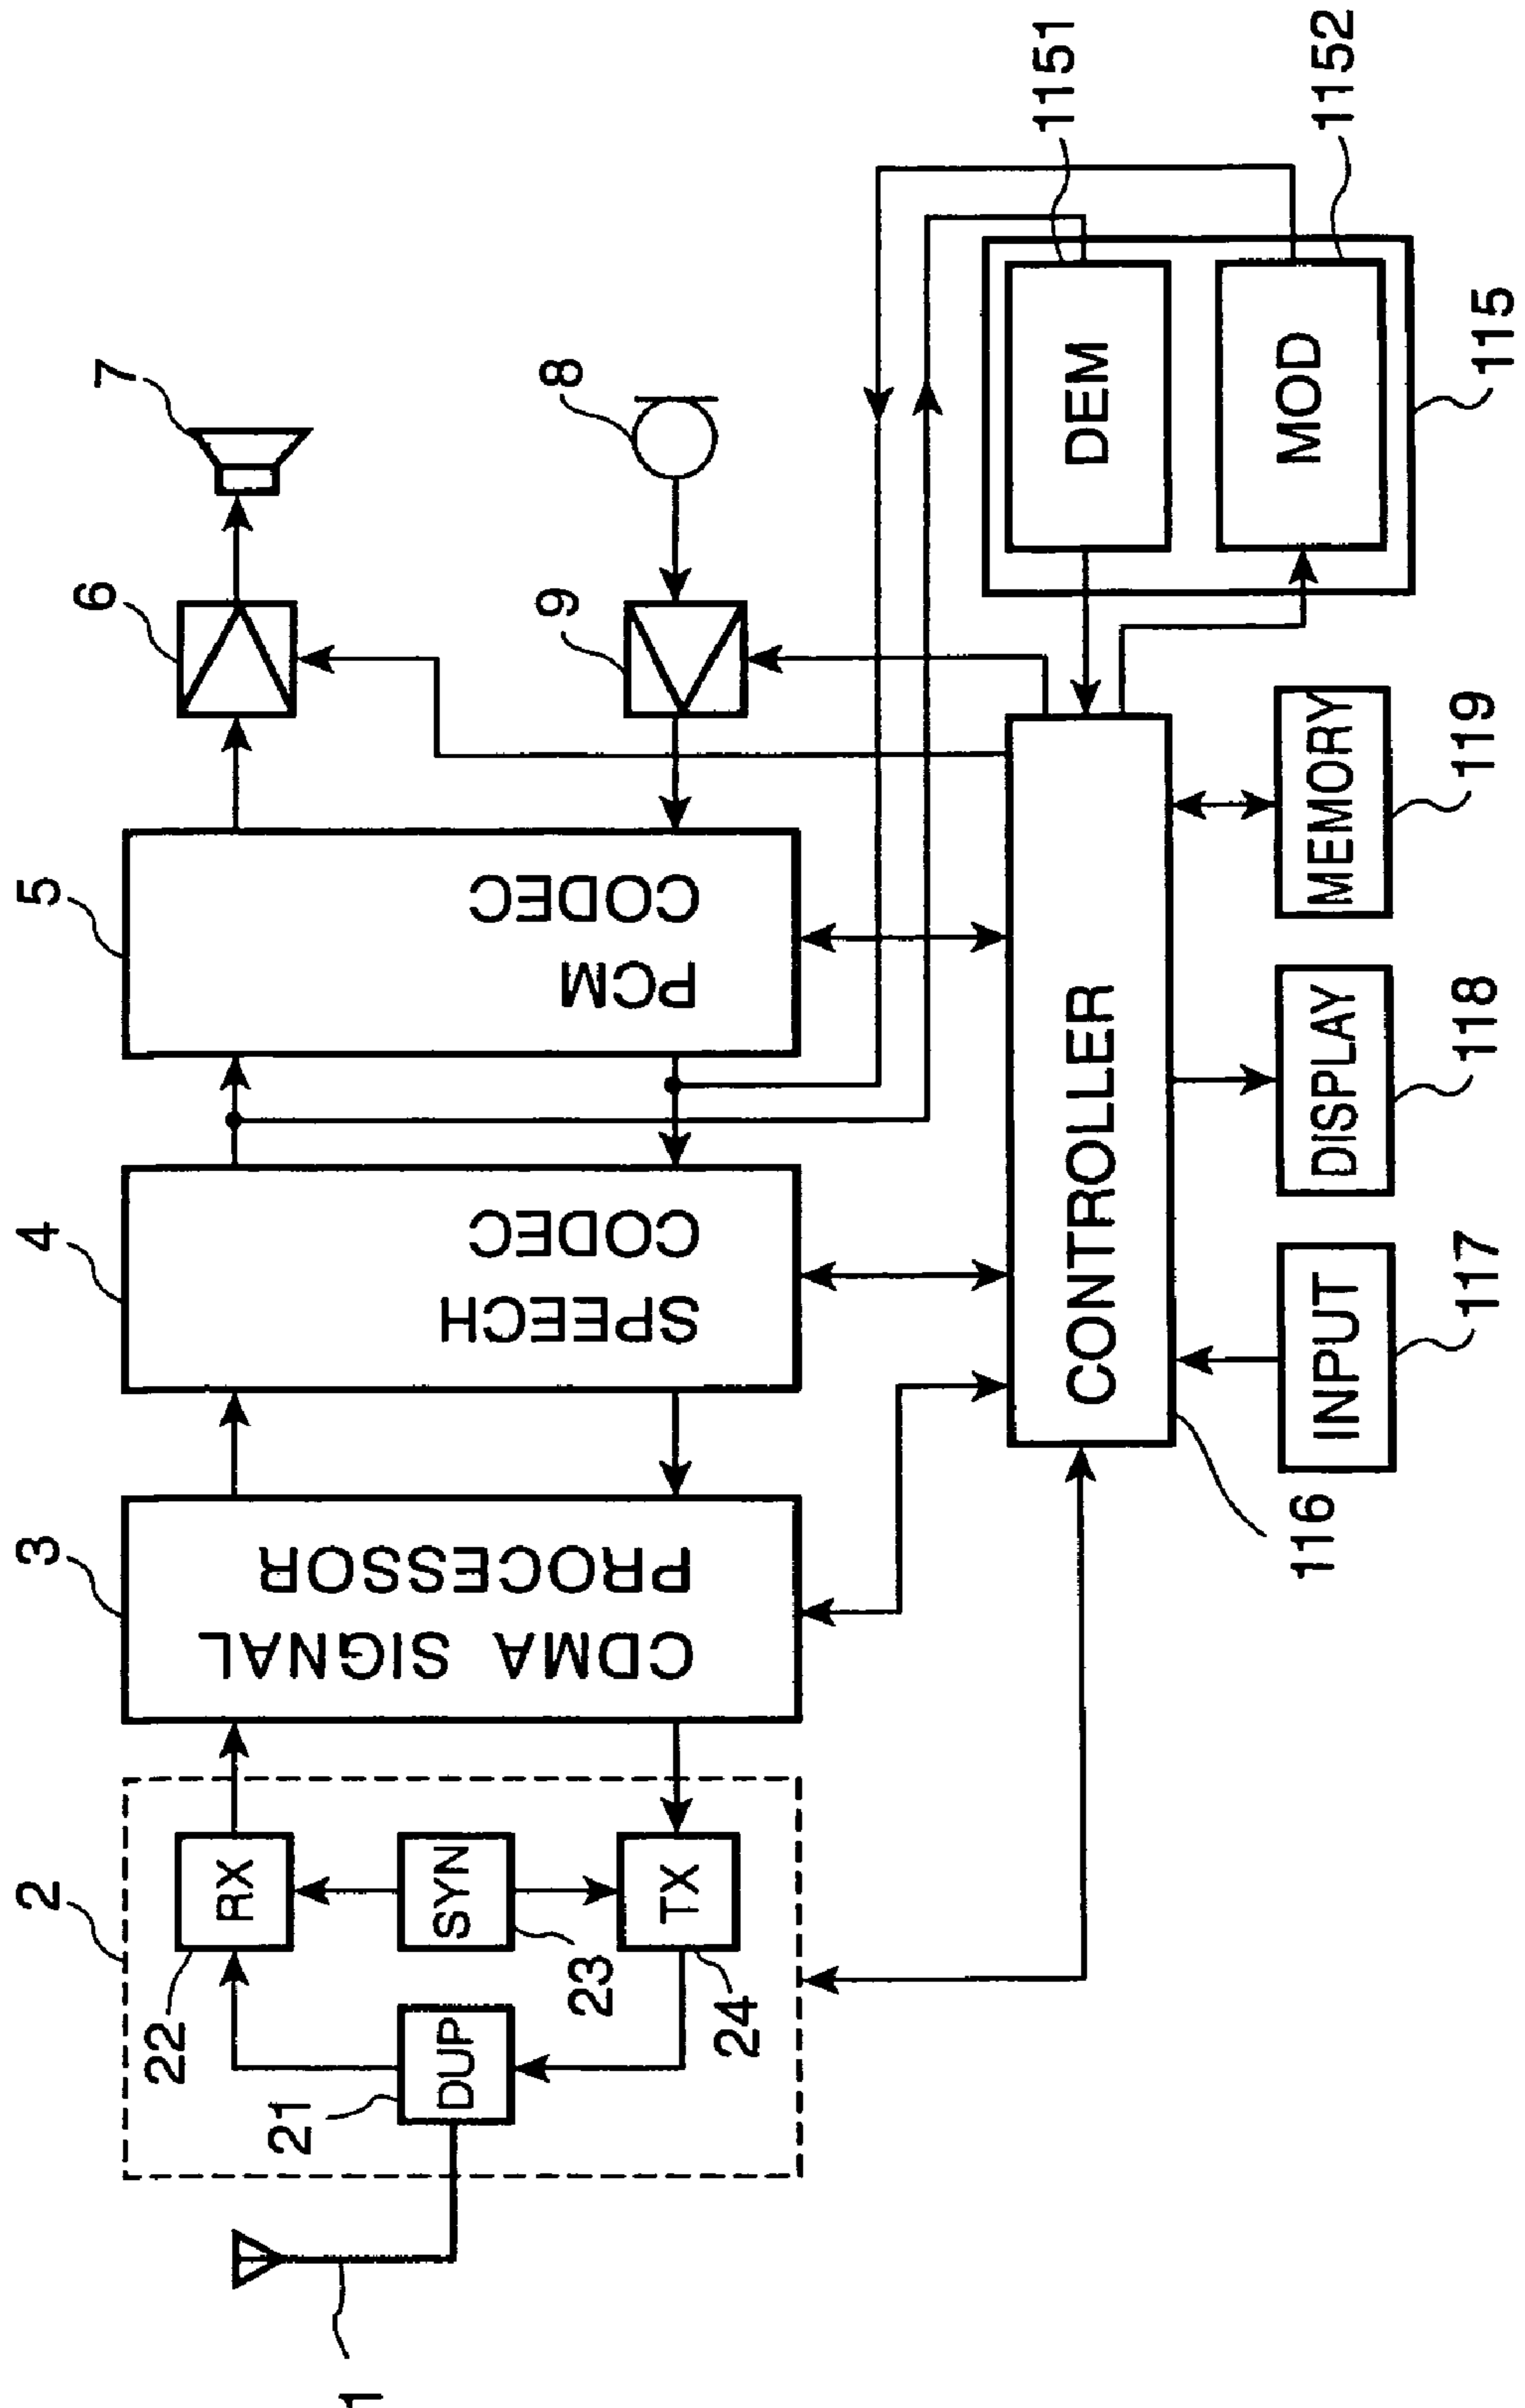 1
2
21
DUP
22
RX
SYN
23
TX
24
3
CDMA SIGNAL
PROCESSOR
4
SPEECH
CODEC
5
PCM
CODEC
6
7
8
9
CONTROLLER
116
INPUT
117
DISPLAY
118
MEMORY
119
DEM
1151
MOD
1152
115